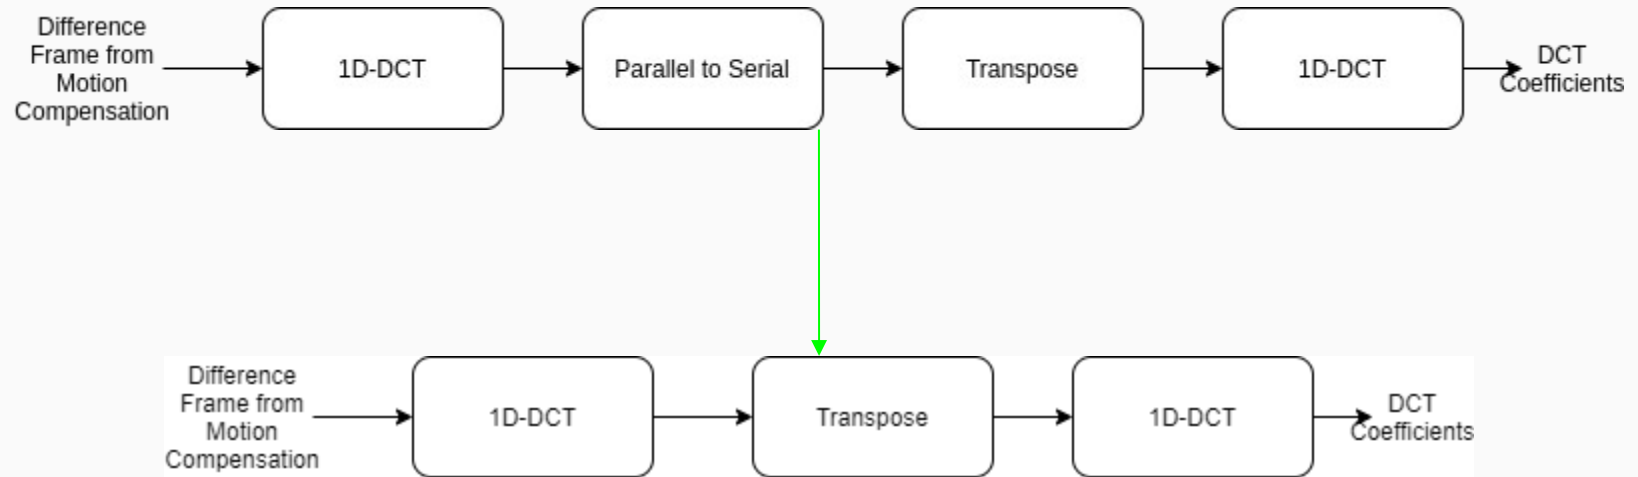 Difference
Frame from
Motion
Compensation
1D-DCT
Parallel to Serial
Transpose
1D-DCT
DCT
Coefficients
Difference
Frame from
Motion
Compensation
1D-DCT
Transpose
1D-DCT
DCT
Coefficients